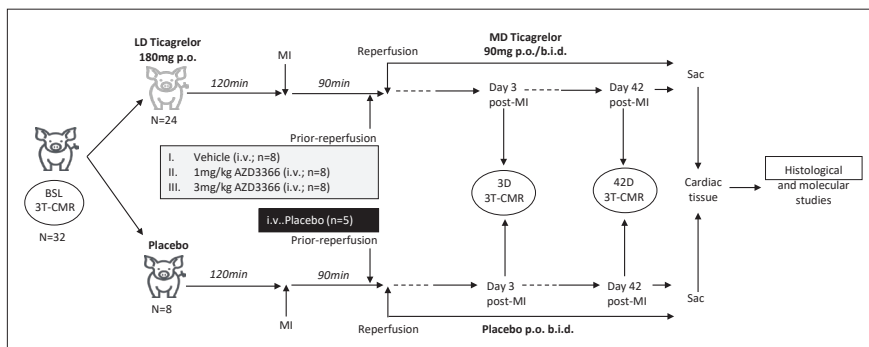 LD Ticagrelor
180mg p.o.
MD Ticagrelor
90mg p.o./b.i.d.
MI
Reperfusion
Sac
120min
90min
Day 3
post-MI
Day 42
post-MI
N=24
Prior-reperfusion
I. Vehicle (i.v.; n=8)
II. 1mg/kg AZD3366 (i.v.; n=8)
III. 3mg/kg AZD3366 (i.v.; n=8)
BSL
3T-CMR
N=32
3D
3T-CMR
42D
3T-CMR
Cardiac
tissue
Histological
and molecular
studies
i.v..Placebo (n=5)
Prior-reperfusion
Placebo
120min
90min
Day 3
post-MI
Day 42
post-MI
Sac
N=8
MI
Reperfusion
Placebo p.o. b.i.d.